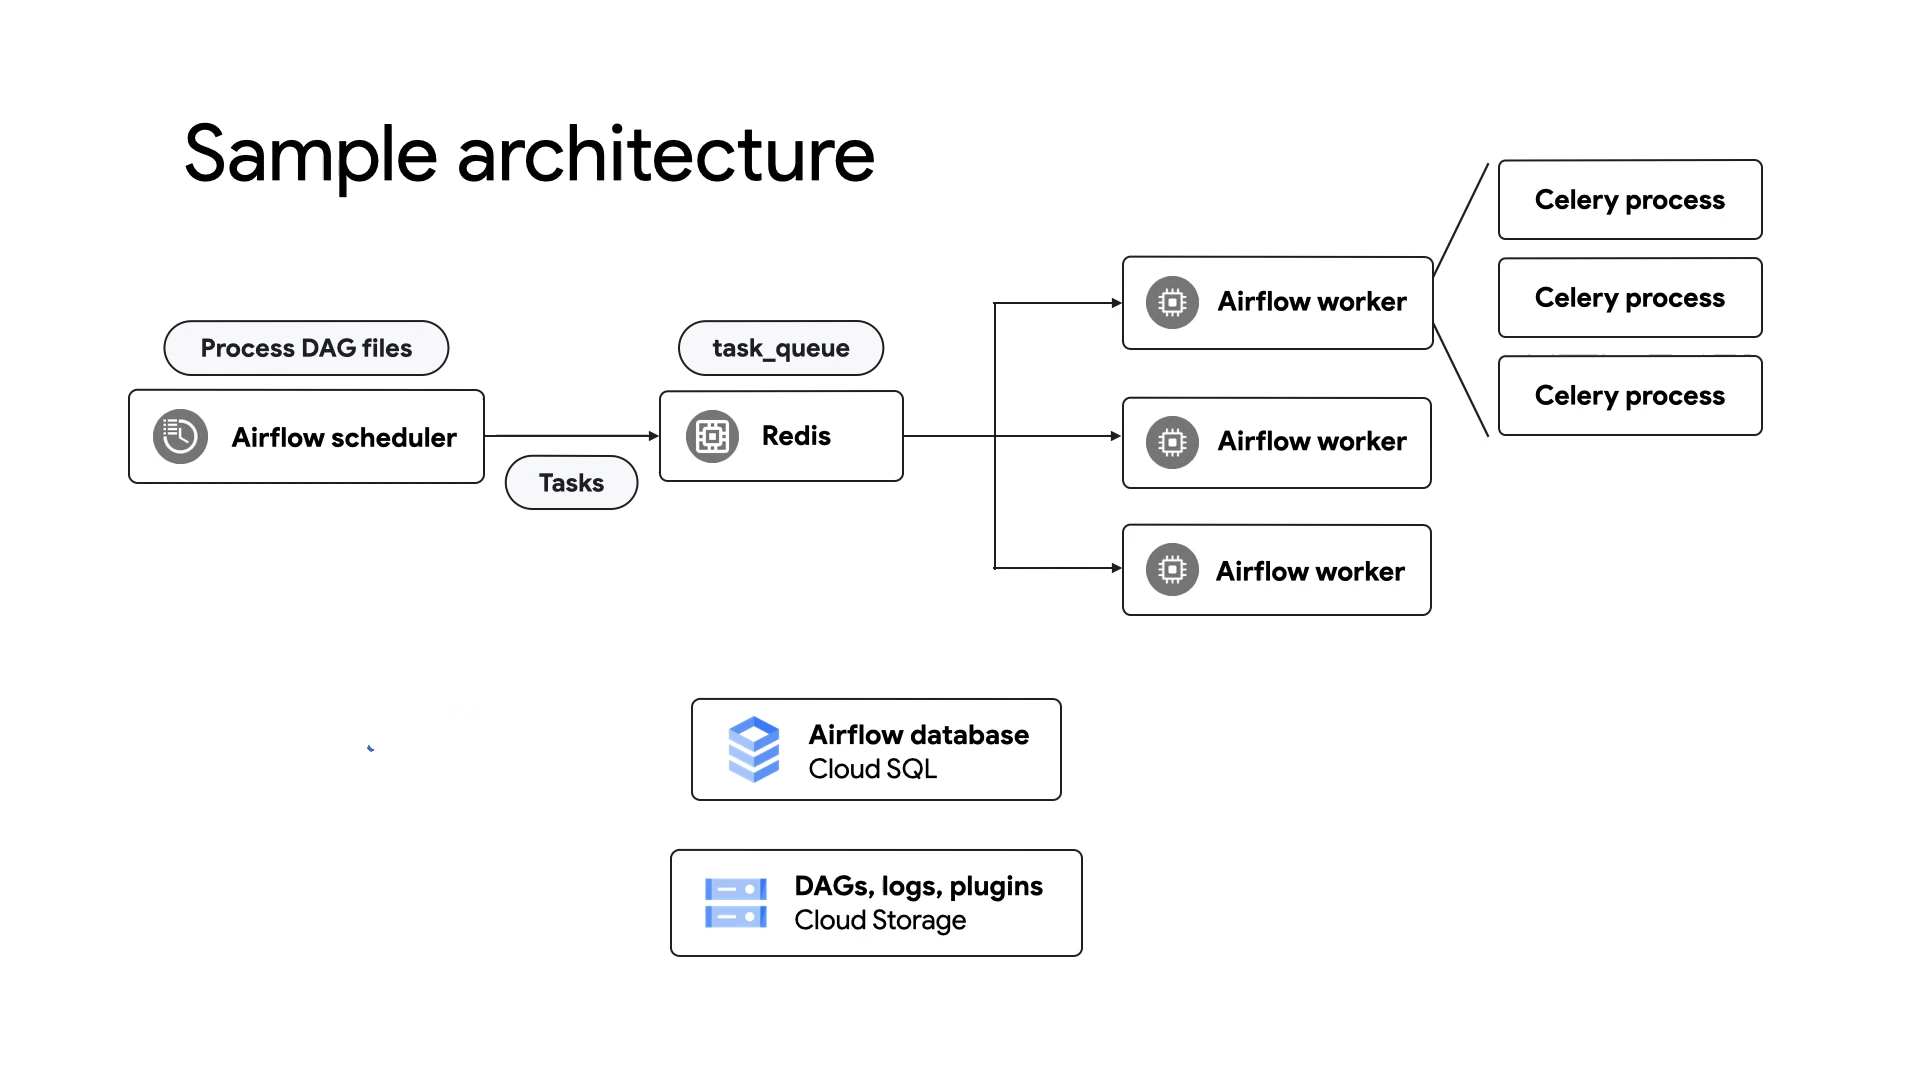 Sample architecture
Process DAG files
Airflow scheduler
Tasks
task_queue
Redis
Airflow worker
Airflow worker
Airflow worker
Celery process
Celery process
Celery process
Airflow database
Cloud SQL
DAGs, logs, plugins
Cloud Storage